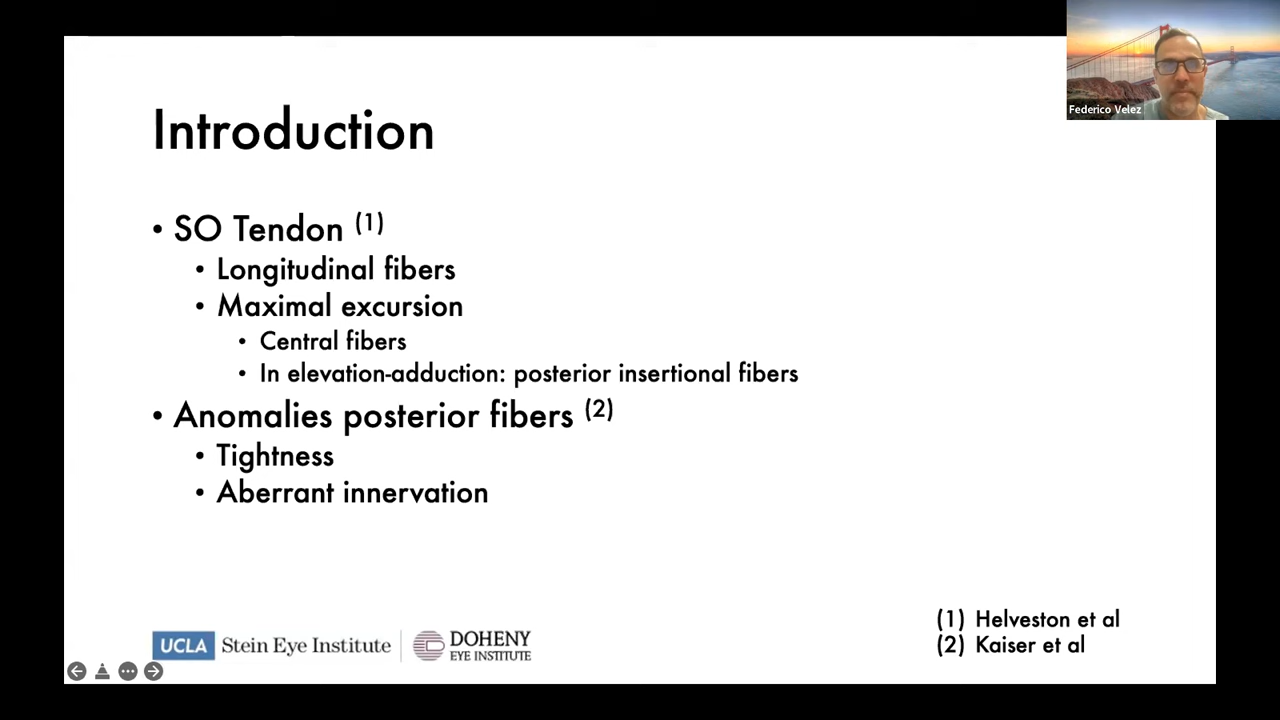 Federico Velez
Introduction
• SO Tendon (1)
• Longitudinal fibers
• Maximal excursion
• Central fibers
• In elevation-adduction: posterior insertional fibers
• Anomalies posterior fibers (2)
• Tightness
• Aberrant innervation
(1) Helveston et al
(2) Kaiser et al
UCLA Stein Eye Institute
DOHENY
EYE INSTITUTE